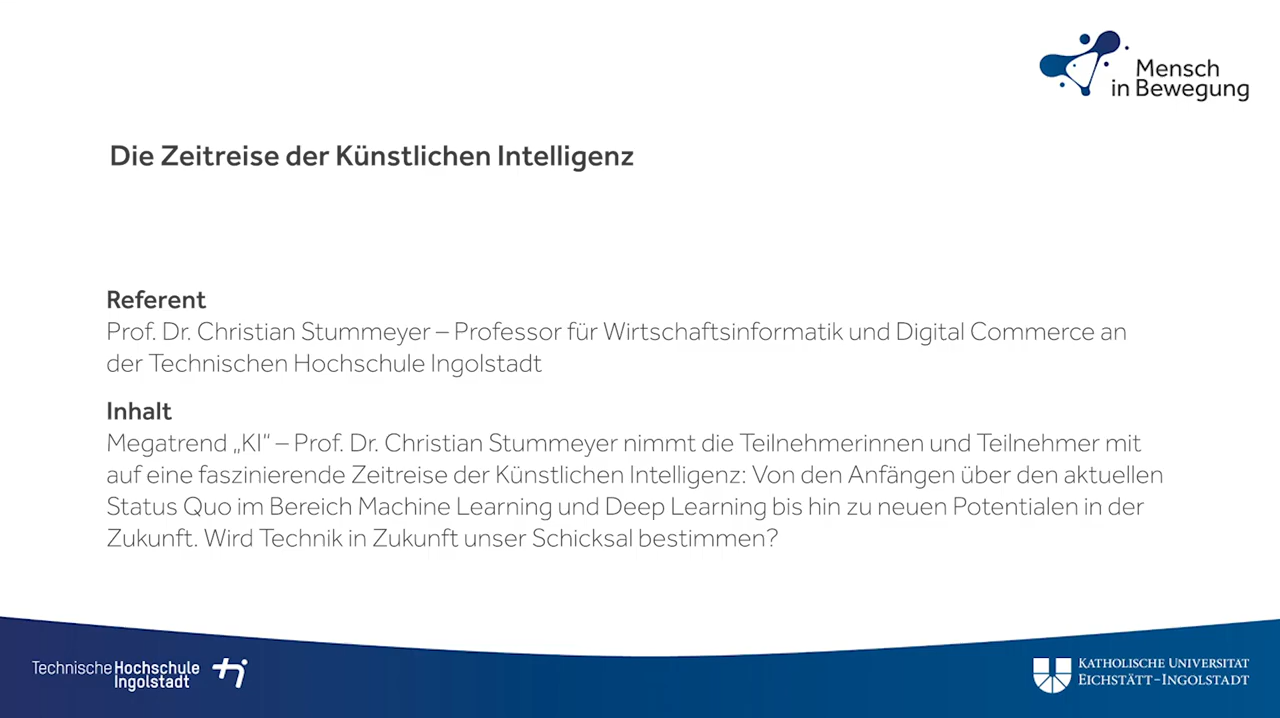 Mensch
in Bewegung
Die Zeitreise der Künstlichen Intelligenz
Referent
Prof. Dr. Christian Stummeyer – Professor für Wirtschaftsinformatik und Digital Commerce an
der Technischen Hochschule Ingolstadt
Inhalt
Megatrend „KI“ – Prof. Dr. Christian Stummeyer nimmt die Teilnehmerinnen und Teilnehmer mit
auf eine faszinierende Zeitreise der Künstlichen Intelligenz: Von den Anfängen über den aktuellen
Status Quo im Bereich Machine Learning und Deep Learning bis hin zu neuen Potentialen in der
Zukunft. Wird Technik in Zukunft unser Schicksal bestimmen?
Technische Hochschule
Ingolstadt
KATHOLISCHE UNIVERSITÄT
EICHSTÄTT-INGOLSTADT